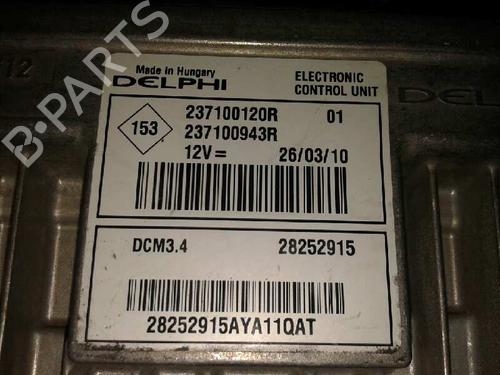 B-PARTS
Made in Hungary
DELPHI
ELECTRONIC
CONTROL UNIT
153
237100120R 01
237100943R
12V= 26/03/10
DCM3.4 28252915
28252915AYA11QAT